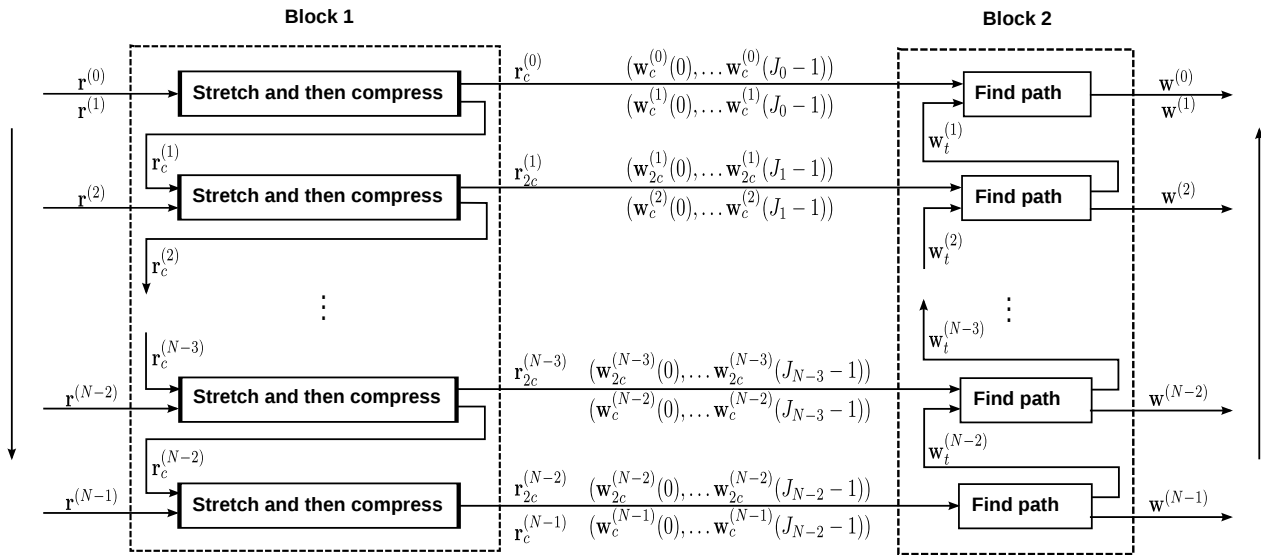 Block 1
Block 2
r^(0)
r^(1)
Stretch and then compress
r_c^(0)
(w_c^(0)(0), … w_c^(0)(J_0 − 1))
(w_c^(1)(0), … w_c^(1)(J_0 − 1))
Find path
w^(0)
w^(1)
w_t^(1)
r_c^(1)
r^(2)
Stretch and then compress
r_2c^(1)
(w_2c^(1)(0), … w_2c^(1)(J_1 − 1))
(w_c^(2)(0), … w_c^(2)(J_1 − 1))
Find path
w^(2)
w_t^(2)
r_c^(2)
⋮
⋮
r_c^(N−3)
w_t^(N−3)
r^(N−2)
Stretch and then compress
r_2c^(N−3)
(w_2c^(N−3)(0), … w_2c^(N−3)(J_N−3 − 1))
(w_c^(N−2)(0), … w_c^(N−2)(J_N−3 − 1))
Find path
w^(N−2)
w_t^(N−2)
r_c^(N−2)
r^(N−1)
Stretch and then compress
r_2c^(N−2)
r_c^(N−1)
(w_2c^(N−2)(0), … w_2c^(N−2)(J_N−2 − 1))
(w_c^(N−1)(0), … w_c^(N−1)(J_N−2 − 1))
Find path
w^(N−1)